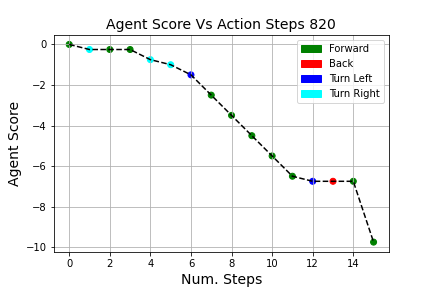 Agent Score Vs Action Steps 820
Agent Score
0
−2
−4
−6
−8
−10
Forward
Back
Turn Left
Turn Right
0 2 4 6 8 10 12 14
Num. Steps